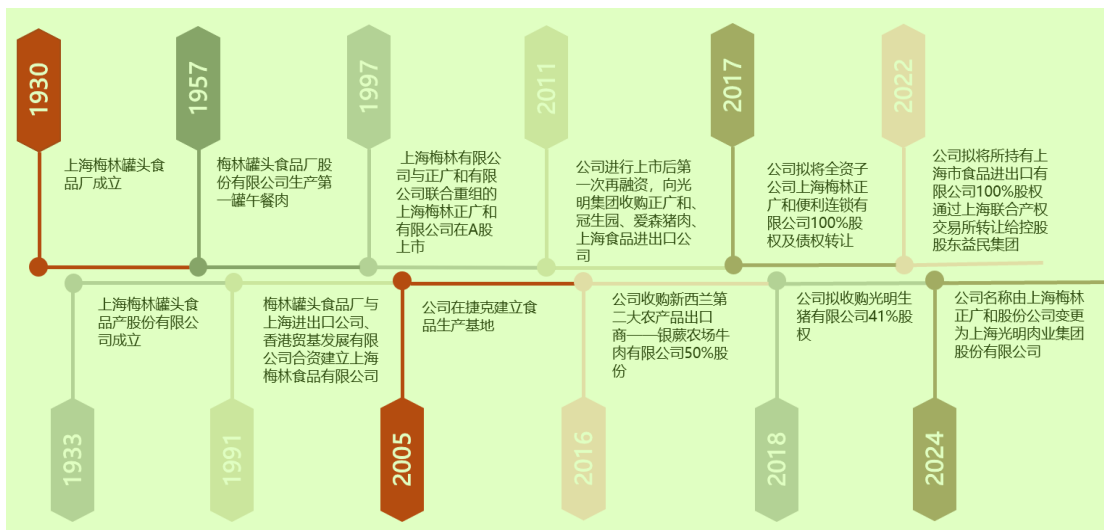 1930
上海梅林罐头食
品厂成立
1957
梅林罐头食品厂股
份有限公司生产第
一罐午餐肉
1997
上海梅林有限公
司与正广和有限
公司联合重组的
上海梅林正广和
有限公司在A股
上市
2011
公司进行上市后第
一次再融资，向光
明集团收购正广和、
冠生园、爱森猪肉、
上海食品进出口公
司
2017
公司拟将全资子
公司上海梅林正
广和便利连锁有
限公司100%股
权及债权转让
2022
公司拟将所持有上
海市食品进出口有
限公司100%股权
通过上海联合产权
交易所转让给控股
股东益民集团
1933
上海梅林罐头食
品产股份有限公
司成立
1991
梅林罐头食品厂与
上海进出口公司、
香港贸基发展有限
公司合资建立上海
梅林食品有限公司
2005
公司在捷克建立食
品生产基地
2016
公司收购新西兰第
二大农产品出口
商——银蕨农场牛
肉有限公司50%股
份
2018
公司拟收购光明生
猪有限公司41%股
权
2024
公司名称由上海梅林
正广和股份公司变更
为上海光明肉业集团
股份有限公司